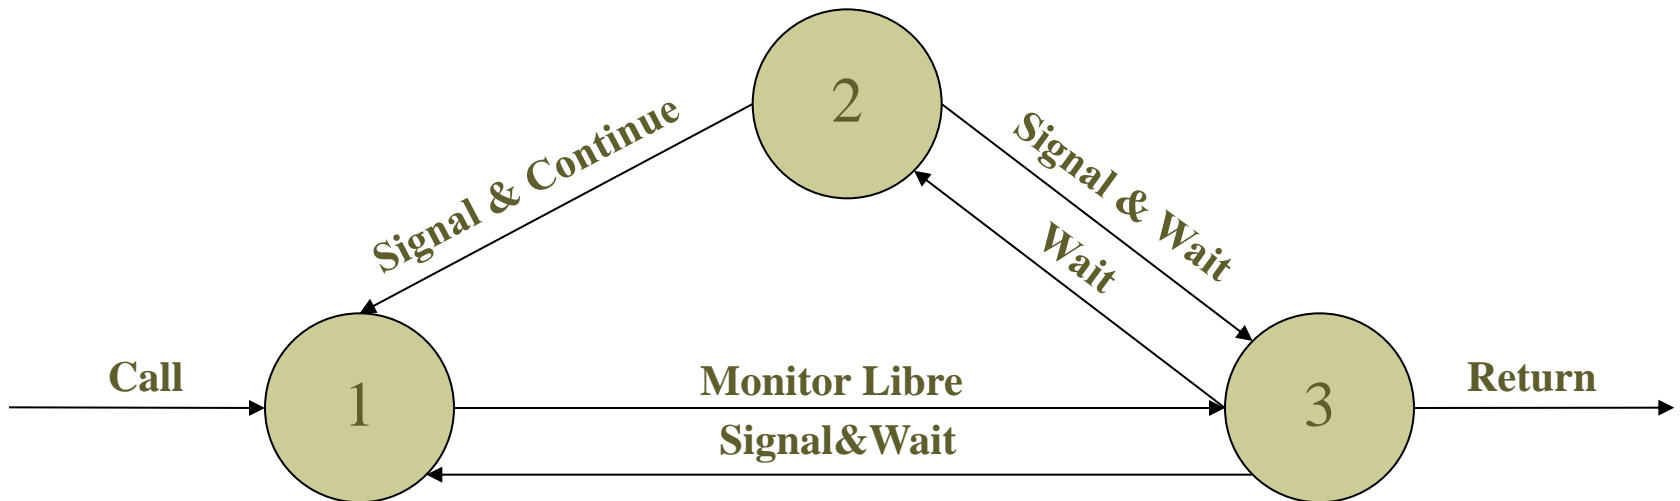 2
Signal & Continue
Signal & Wait
Wait
Call
1
Monitor Libre
Signal&Wait
3
Return